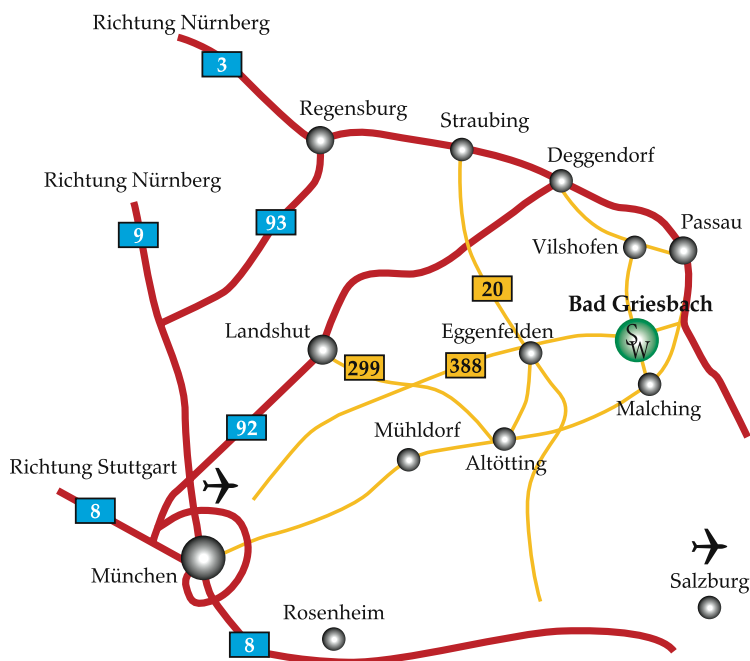 Richtung Nürnberg
3
Regensburg
Straubing
Deggendorf
Richtung Nürnberg
9
93
Passau
Vilshofen
20
Bad Griesbach
Landshut
Eggenfelden
SW
299
388
Malching
92
Mühldorf
Altötting
Richtung Stuttgart
8
München
Salzburg
Rosenheim
8